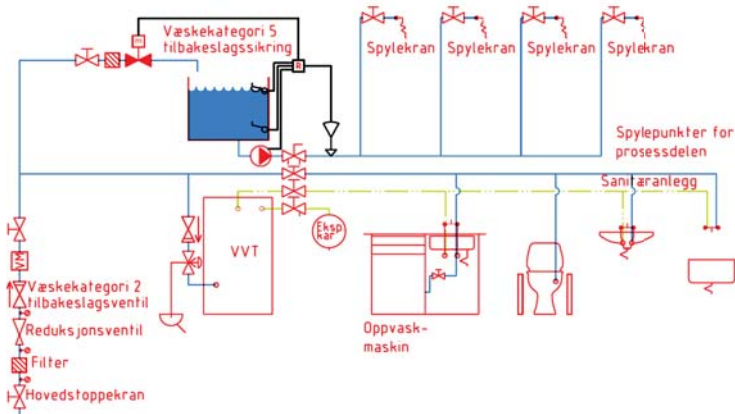 Væskekategori 5
tilbakeslagssikring
m
R
Spylekran
Spylekran
Spylekran
Spylekran
Spylepunkter for
prosessdelen
Sanitæranlegg
VVT
Eksp
kar
Væskekategori 2
tilbakeslagsventil
Reduksjonsventil
Filter
Hovedstoppekran
Oppvask-
maskin